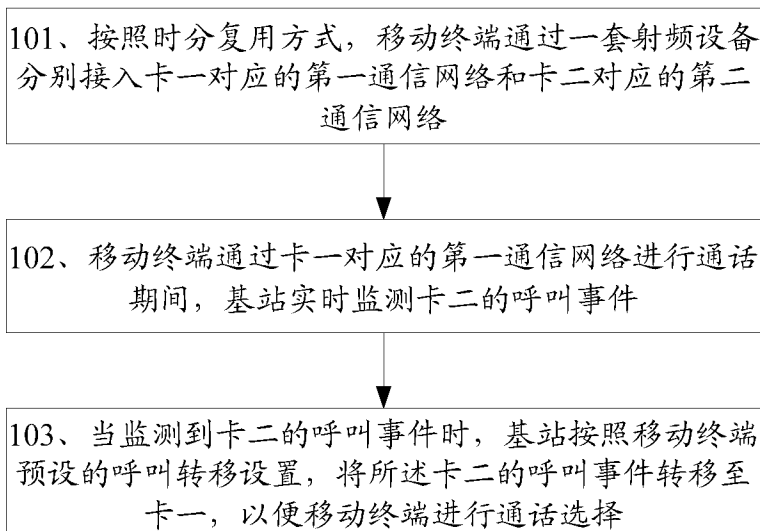 101、按照时分复用方式，移动终端通过一套射频设备
分别接入卡一对应的第一通信网络和卡二对应的第二
通信网络
102、移动终端通过卡一对应的第一通信网络进行通话
期间，基站实时监测卡二的呼叫事件
103、当监测到卡二的呼叫事件时，基站按照移动终端
预设的呼叫转移设置，将所述卡二的呼叫事件转移至
卡一，以便移动终端进行通话选择